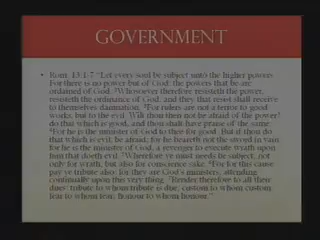 GOVERNMENT
• Rom. 13:1-7 "Let every soul be subject unto the higher powers.
For there is no power but of God: the powers that be are
ordained of God. ²Whosoever therefore resisteth the power,
resisteth the ordinance of God: and they that resist shall receive
to themselves damnation. ³For rulers are not a terror to good
works, but to the evil. Wilt thou then not be afraid of the power?
do that which is good, and thou shalt have praise of the same:
⁴For he is the minister of God to thee for good. But if thou do
that which is evil, be afraid; for he beareth not the sword in vain:
for he is the minister of God, a revenger to execute wrath upon
him that doeth evil. ⁵Wherefore ye must needs be subject, not
only for wrath, but also for conscience sake. ⁶For for this cause
pay ye tribute also: for they are God's ministers, attending
continually upon this very thing. ⁷Render therefore to all their
dues: tribute to whom tribute is due; custom to whom custom;
fear to whom fear; honour to whom honour."